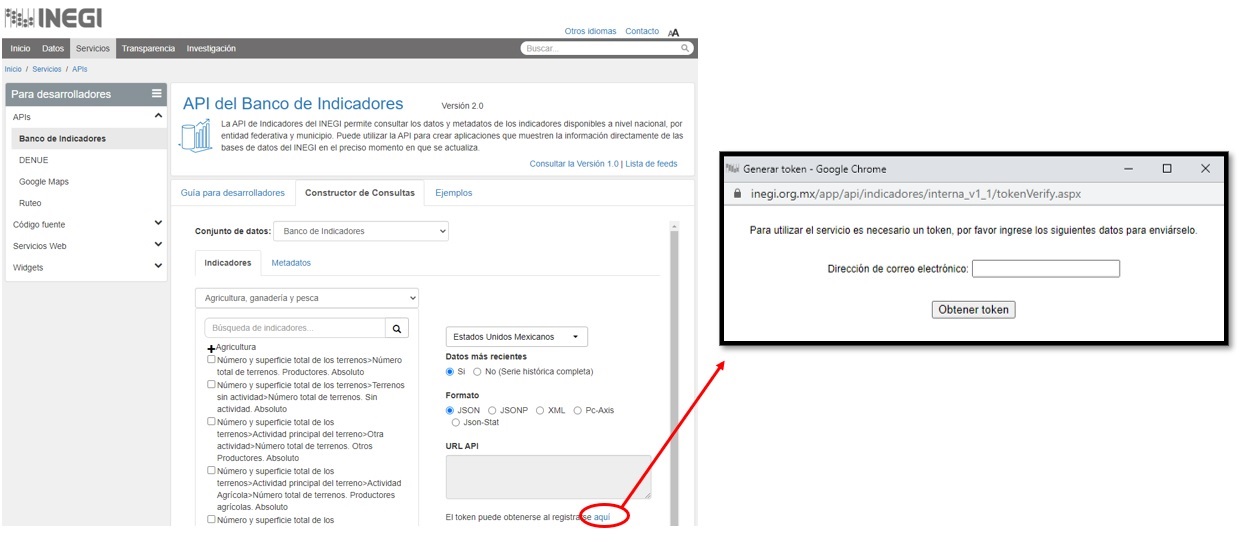 INEGI
Otros idiomas Contacto AA
Inicio Datos Servicios Transparencia Investigación Buscar...
Inicio / Servicios / APIs
Para desarrolladores
APIs
Banco de Indicadores
DENUE
Google Maps
Ruteo
Código fuente
Servicios Web
Widgets
API del Banco de Indicadores Versión 2.0
La API de Indicadores del INEGI permite consultar los datos y metadatos de los indicadores disponibles a nivel nacional, por
entidad federativa y municipio. Puede utilizar la API para crear aplicaciones que muestren la información directamente de las
bases de datos del INEGI en el preciso momento en que se actualiza.
Consultar la Versión 1.0 | Lista de feeds
Guía para desarrolladores Constructor de Consultas Ejemplos
Conjunto de datos: Banco de Indicadores
Indicadores Metadatos
Agricultura, ganadería y pesca
Búsqueda de indicadores...
Agricultura
Número y superficie total de los terrenos>Número
total de terrenos. Productores. Absoluto
Número y superficie total de los terrenos>Terrenos
sin actividad>Número total de terrenos. Sin
actividad. Absoluto
Número y superficie total de los
terrenos>Actividad principal del terreno>Otra
actividad>Número total de terrenos. Otros
Productores. Absoluto
Número y superficie total de los
terrenos>Actividad principal del terreno>Actividad
Agrícola>Número total de terrenos. Productores
agrícolas. Absoluto
Número y superficie total de los
Estados Unidos Mexicanos
Datos más recientes
Si No (Serie histórica completa)
Formato
JSON JSONP XML Pc-Axis
Json-Stat
URL API
El token puede obtenerse al registrarse aquí
Generar token - Google Chrome
inegi.org.mx/app/api/indicadores/interna_v1_1/tokenVerify.aspx
Para utilizar el servicio es necesario un token, por favor ingrese los siguientes datos para enviárselo.
Dirección de correo electrónico:
Obtener token